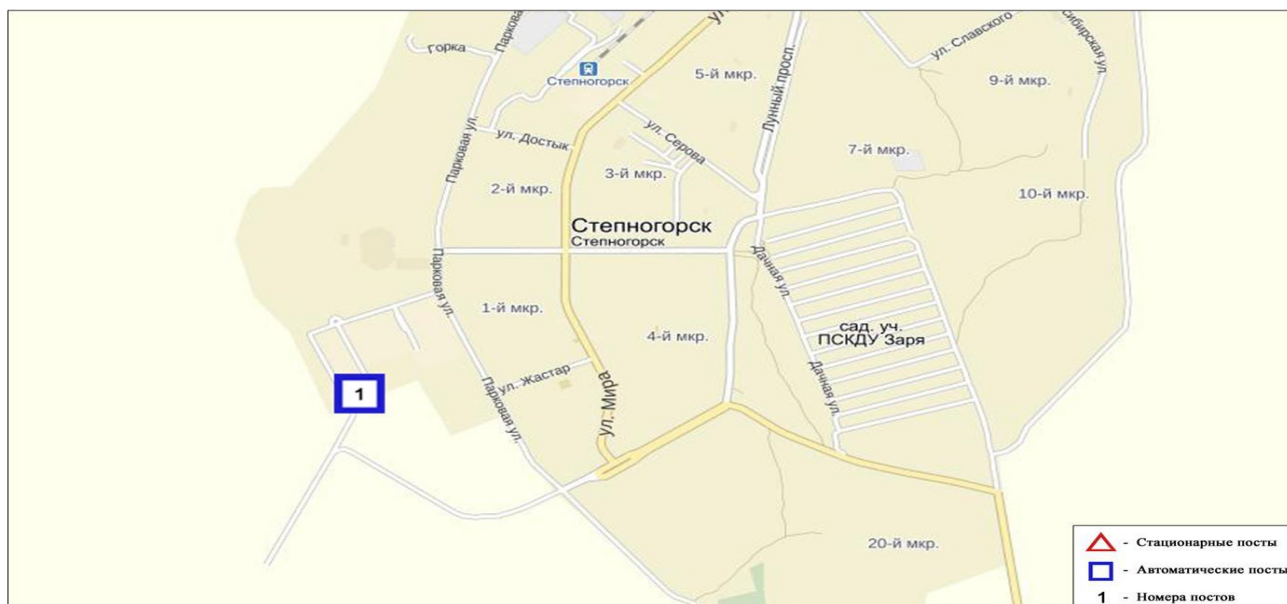 Горка
Парковая
ул.
Степногорск
5-й мкр.
Лунный просп.
ул. Славского
сибирская ул.
9-й мкр.
ул. Достык
Парковая ул.
ул. Серова
7-й мкр.
3-й мкр.
2-й мкр.
10-й мкр.
Степногорск
Степногорск
Парковая ул.
Дачная ул.
1-й мкр.
4-й мкр.
сад. уч.
ПСКДУ Заря
ул. Жастар
ул. Мира
Дачная ул.
1
Парковая ул.
20-й мкр.
- Стационарные посты
- Автоматические посты
1 - Номера постов